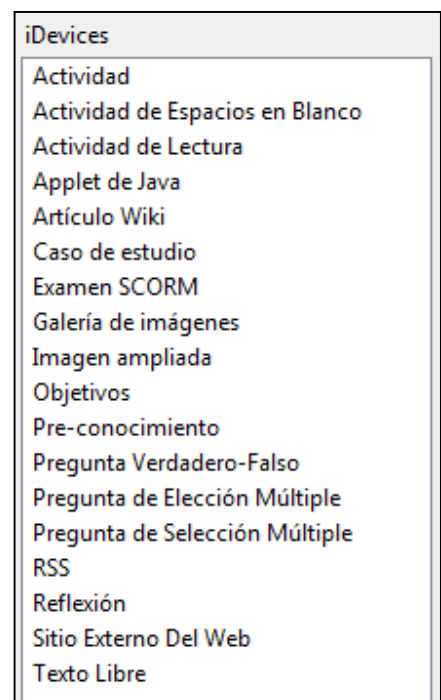 iDevices
Actividad
Actividad de Espacios en Blanco
Actividad de Lectura
Applet de Java
Artículo Wiki
Caso de estudio
Examen SCORM
Galería de imágenes
Imagen ampliada
Objetivos
Pre-conocimiento
Pregunta Verdadero-Falso
Pregunta de Elección Múltiple
Pregunta de Selección Múltiple
RSS
Reflexión
Sitio Externo Del Web
Texto Libre